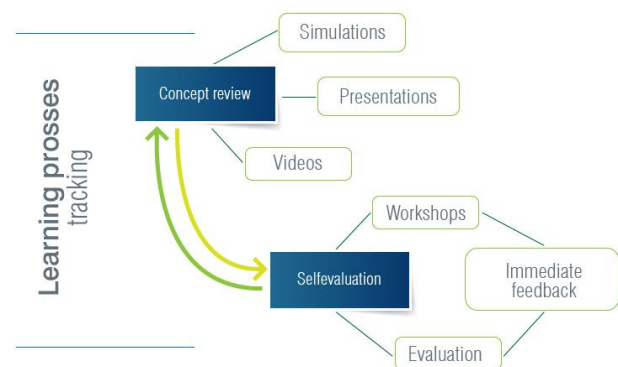 Learning prosses
tracking
Simulations
Concept review
Presentations
Videos
Workshops
Selfevaluation
Immediate
feedback
Evaluation